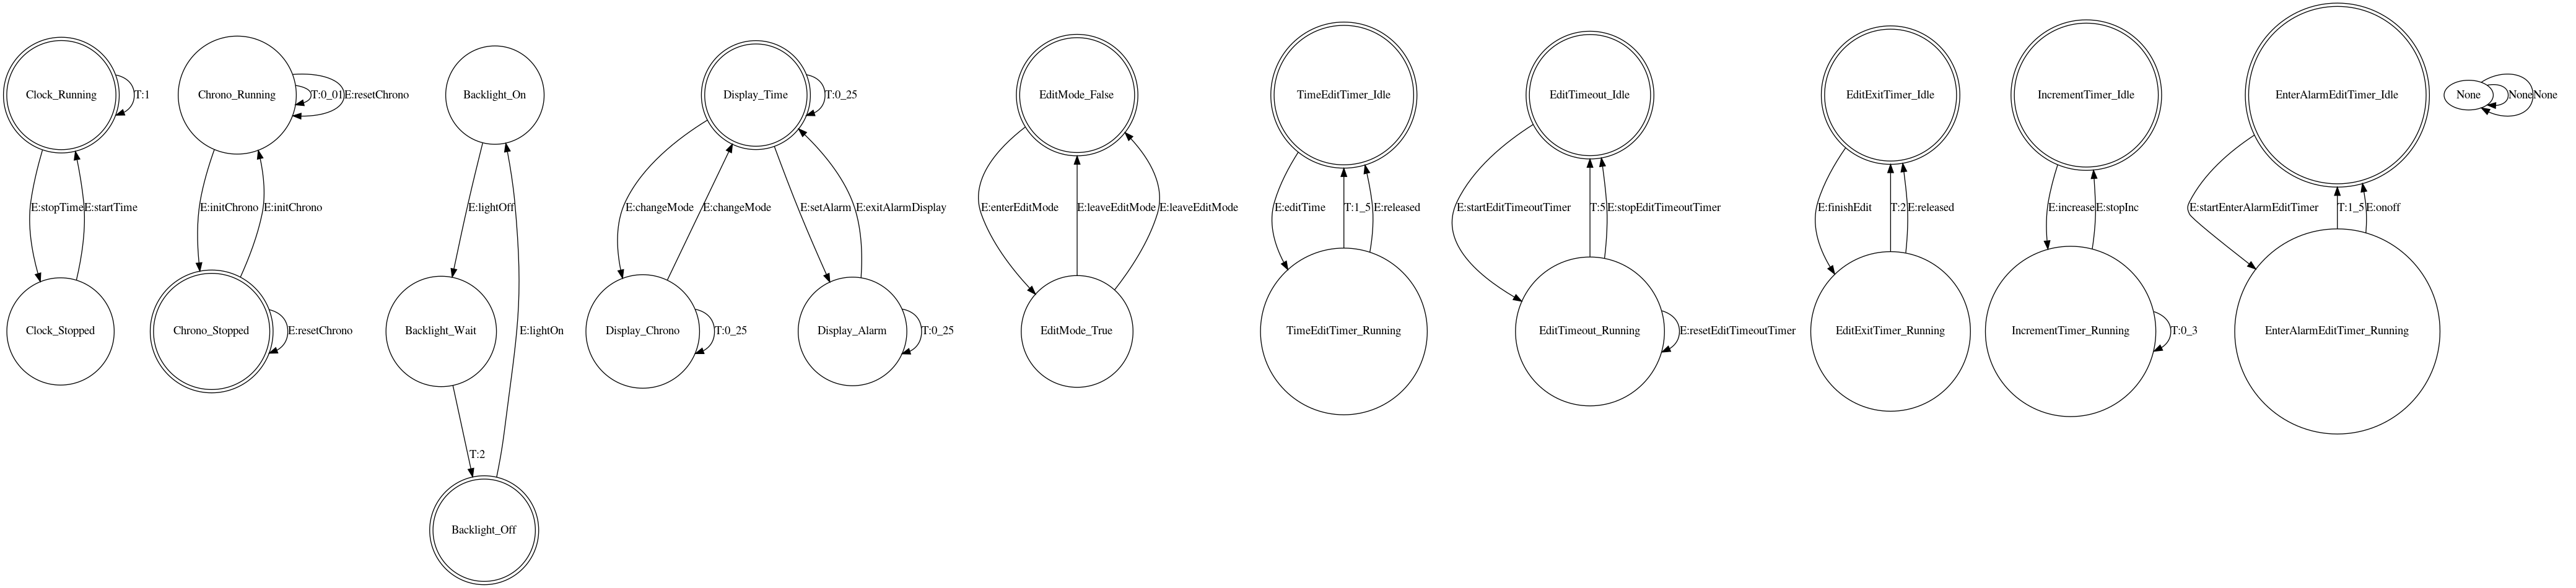 Clock_Running
T:1
E:stopTime
E:startTime
Clock_Stopped
Chrono_Running
T:0_01
E:resetChrono
E:initChrono
E:initChrono
Chrono_Stopped
E:resetChrono
Backlight_On
E:lightOff
Backlight_Wait
E:lightOn
T:2
Backlight_Off
Display_Time
T:0_25
E:changeMode
E:changeMode
E:setAlarm
E:exitAlarmDisplay
Display_Chrono
T:0_25
Display_Alarm
T:0_25
EditMode_False
E:enterEditMode
E:leaveEditMode
E:leaveEditMode
EditMode_True
TimeEditTimer_Idle
E:editTime
T:1_5
E:released
TimeEditTimer_Running
EditTimeout_Idle
E:startEditTimeoutTimer
T:5
E:stopEditTimeoutTimer
EditTimeout_Running
E:resetEditTimeoutTimer
EditExitTimer_Idle
E:finishEdit
T:2
E:released
EditExitTimer_Running
IncrementTimer_Idle
E:increase
E:stopInc
IncrementTimer_Running
T:0_3
EnterAlarmEditTimer_Idle
E:startEnterAlarmEditTimer
T:1_5
E:onoff
EnterAlarmEditTimer_Running
None
None
None